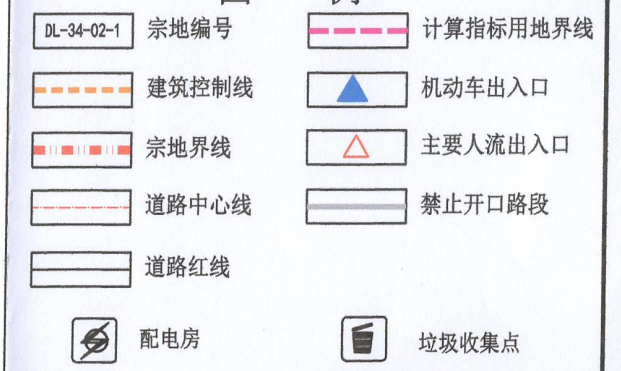 DL-34-02-1 宗地编号 计算指标用地界线
建筑控制线 机动车出入口
宗地界线 主要人流出入口
道路中心线 禁止开口路段
道路红线
配电房 垃圾收集点